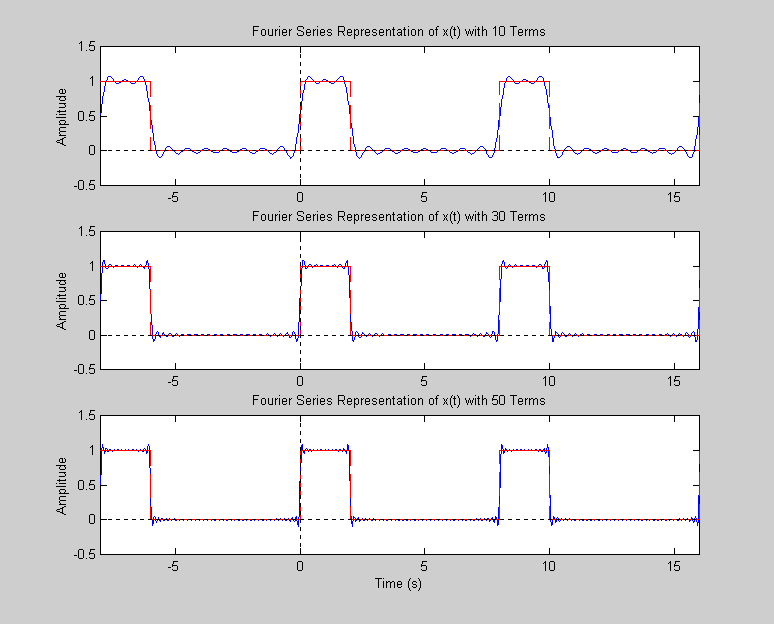 Fourier Series Representation of x(t) with 10 Terms
1.5
1
0.5
0
-0.5
Amplitude
-5 0 5 10 15
Fourier Series Representation of x(t) with 30 Terms
1.5
1
0.5
0
-0.5
Amplitude
-5 0 5 10 15
Fourier Series Representation of x(t) with 50 Terms
1.5
1
0.5
0
-0.5
Amplitude
-5 0 5 10 15
Time (s)